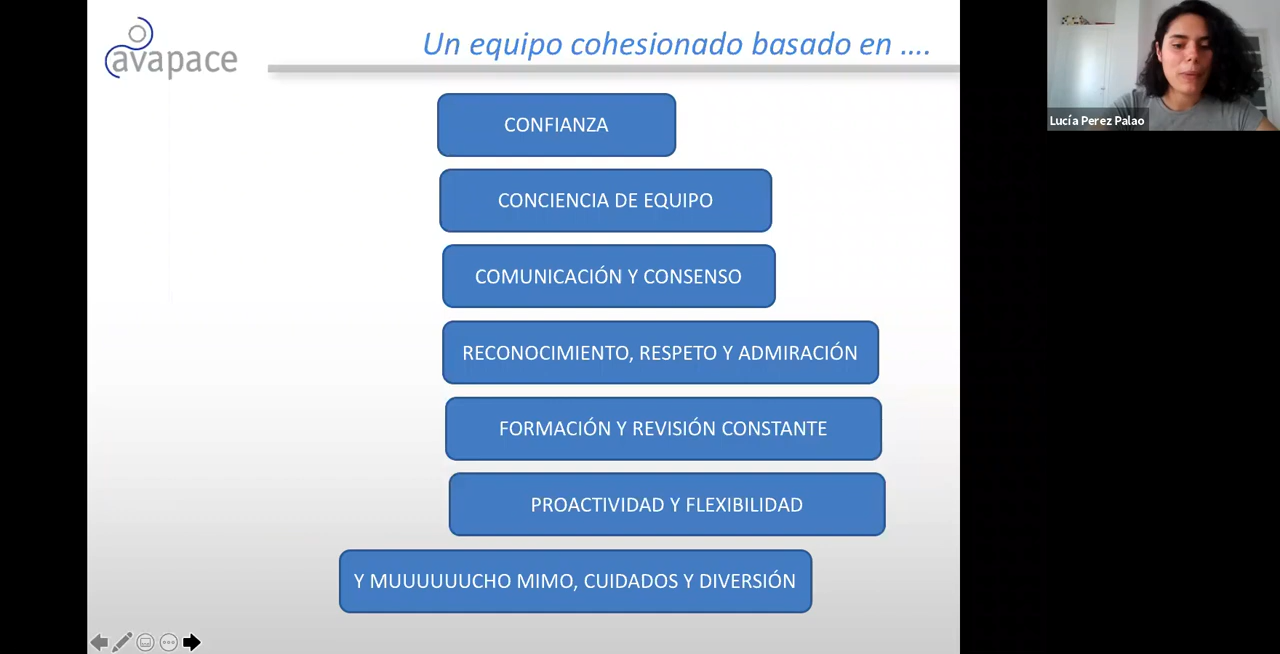 avapace
Un equipo cohesionado basado en ....
Lucía Perez Palao
CONFIANZA
CONCIENCIA DE EQUIPO
COMUNICACIÓN Y CONSENSO
RECONOCIMIENTO, RESPETO Y ADMIRACIÓN
FORMACIÓN Y REVISIÓN CONSTANTE
PROACTIVIDAD Y FLEXIBILIDAD
Y MUUUUUUCHO MIMO, CUIDADOS Y DIVERSIÓN